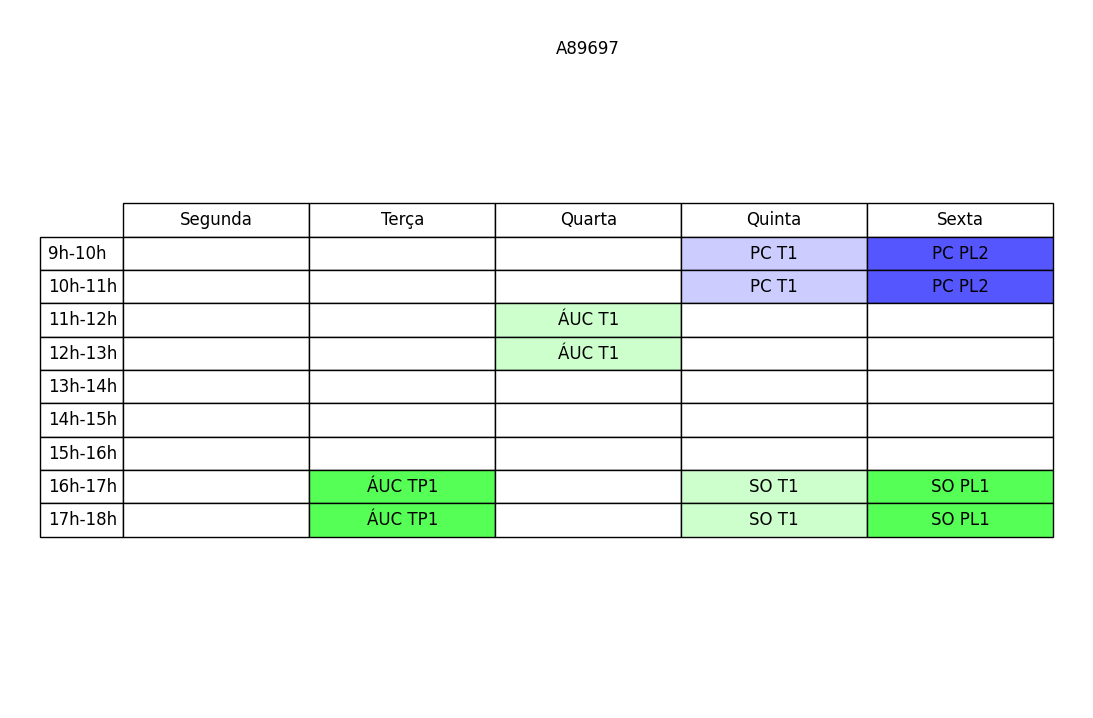 A89697
Segunda Terça Quarta Quinta Sexta
9h-10h PC T1 PC PL2
10h-11h PC T1 PC PL2
11h-12h ÁUC T1
12h-13h ÁUC T1
13h-14h
14h-15h
15h-16h
16h-17h ÁUC TP1 SO T1 SO PL1
17h-18h ÁUC TP1 SO T1 SO PL1